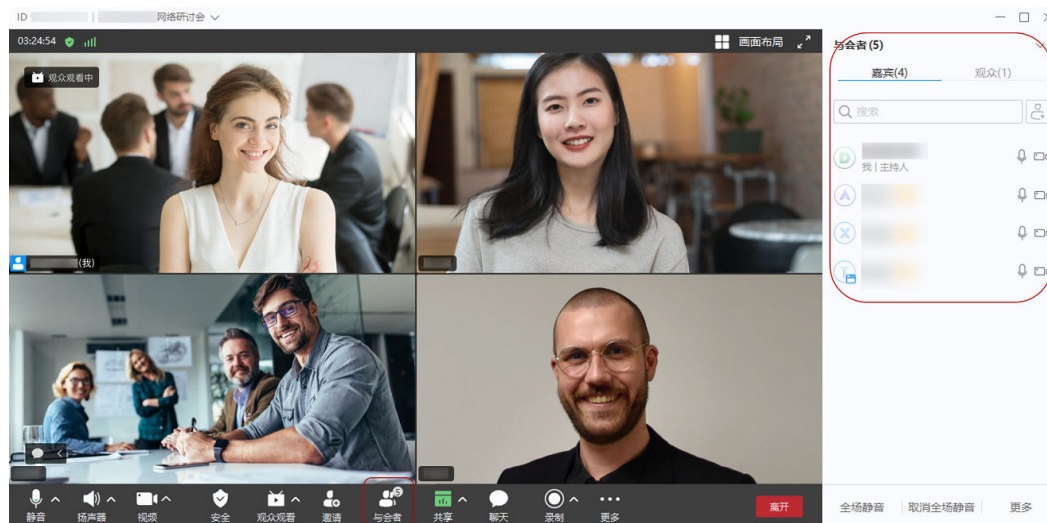 ID
网络研讨会
03:24:54
画面布局
观众观看中
(我)
静音
扬声器
视频
安全
观众观看
邀请
5
与会者
共享
聊天
录制
更多
离开
与会者 (5)
嘉宾(4)
观众(1)
搜索
D
我 | 主持人
A
X
T
全场静音
取消全场静音
更多